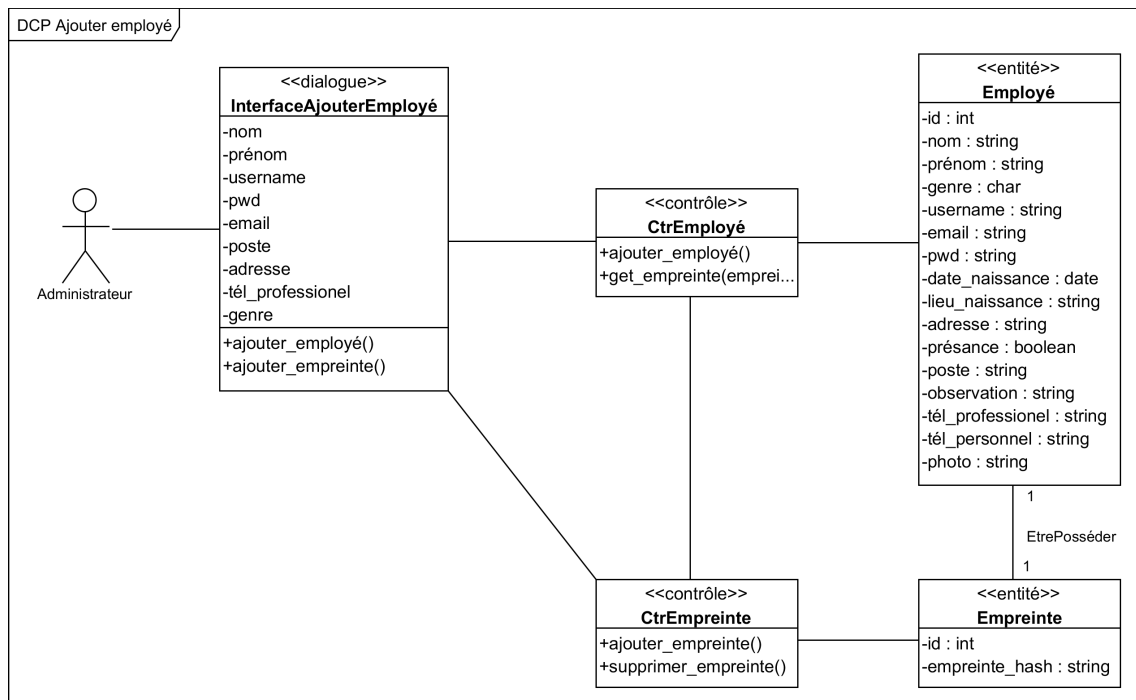 DCP Ajouter employé
Administrateur
<<dialogue>>
InterfaceAjouterEmployé
-nom
-prénom
-username
-pwd
-email
-poste
-adresse
-tél_professionel
-genre
+ajouter_employé()
+ajouter_empreinte()
<<contrôle>>
CtrEmployé
+ajouter_employé()
+get_empreinte(emprei...
<<entité>>
Employé
-id : int
-nom : string
-prénom : string
-genre : char
-username : string
-email : string
-pwd : string
-date_naissance : date
-lieu_naissance : string
-adresse : string
-présance : boolean
-poste : string
-observation : string
-tél_professionel : string
-tél_personnel : string
-photo : string
1
EtrePosséder
1
<<contrôle>>
CtrEmpreinte
+ajouter_empreinte()
+supprimer_empreinte()
<<entité>>
Empreinte
-id : int
-empreinte_hash : string